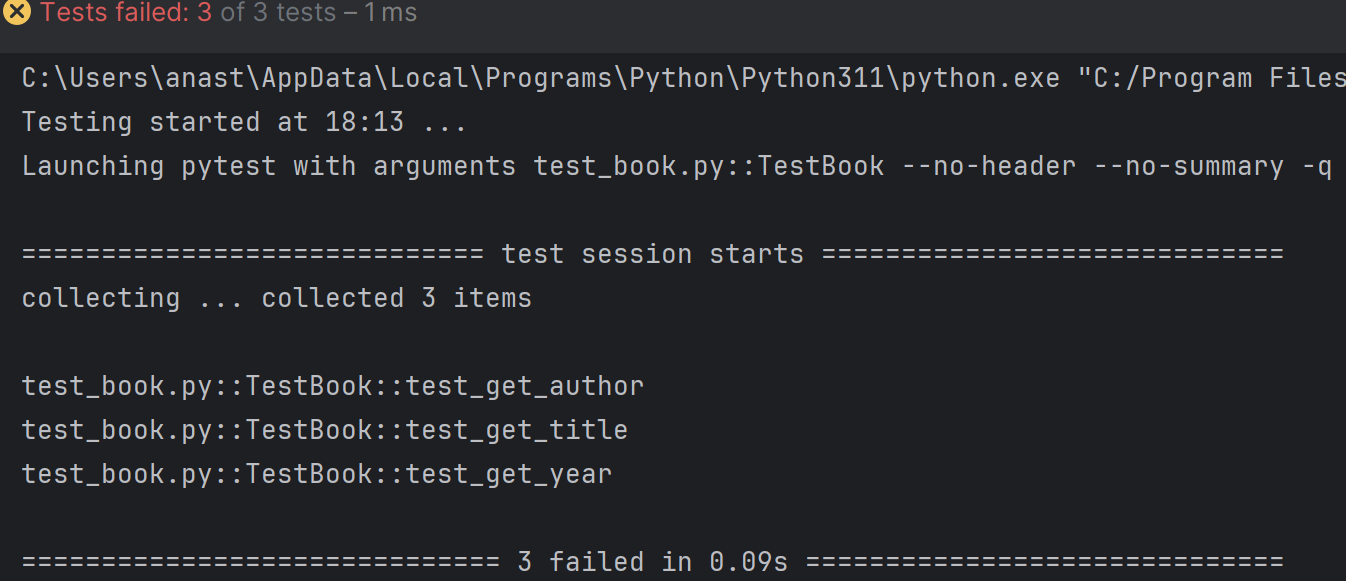 Tests failed: 3 of 3 tests – 1 ms
C:\Users\anast\AppData\Local\Programs\Python\Python311\python.exe "C:/Program Files
Testing started at 18:13 ...
Launching pytest with arguments test_book.py::TestBook --no-header --no-summary -q
============================= test session starts =============================
collecting ... collected 3 items
test_book.py::TestBook::test_get_author
test_book.py::TestBook::test_get_title
test_book.py::TestBook::test_get_year
============================== 3 failed in 0.09s ==============================